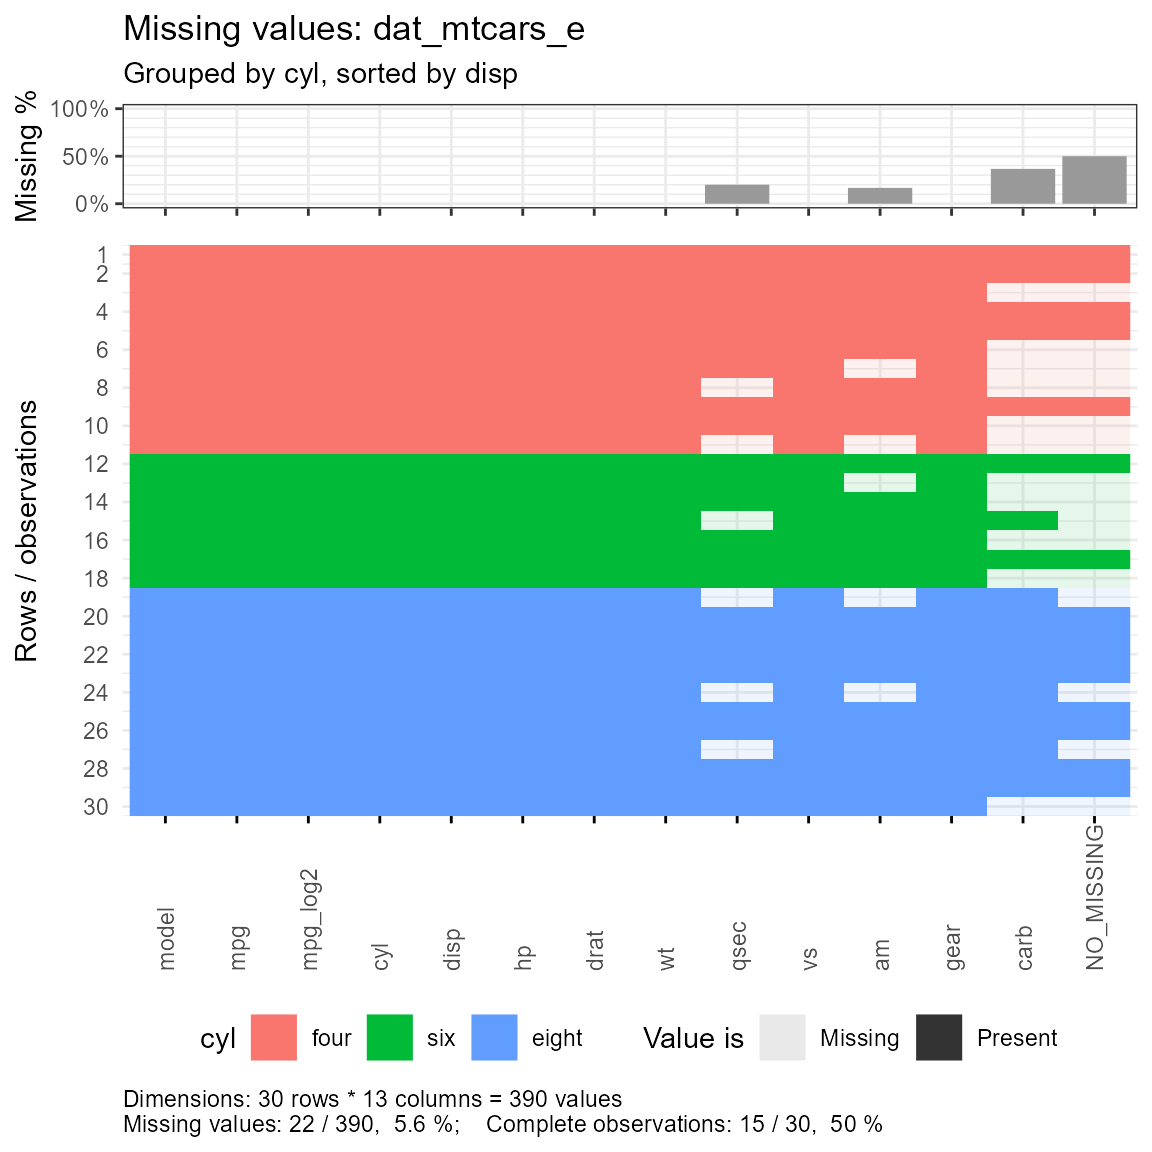 Missing values: dat_mtcars_e
Grouped by cyl, sorted by disp
Missing %
100%
50%
0%
Rows / observations
1
2
4
6
8
10
12
14
16
18
20
22
24
26
28
30
model
mpg
mpg_log2
cyl
disp
hp
drat
wt
qsec
vs
am
gear
carb
NO_MISSING
cyl four six eight Value is Missing Present
Dimensions: 30 rows * 13 columns = 390 values
Missing values: 22 / 390,  5.6 %;    Complete observations: 15 / 30,  50 %